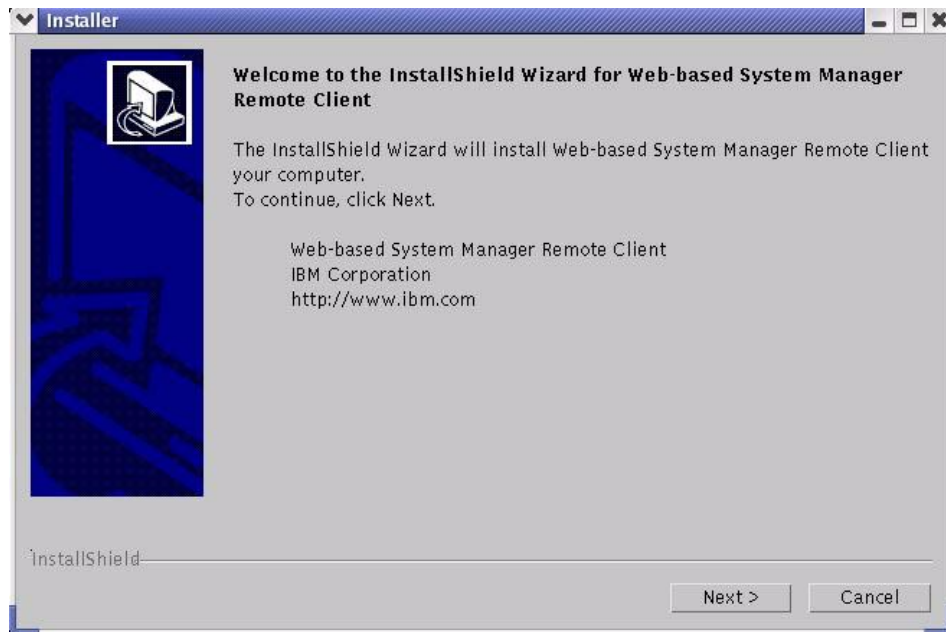 Installer
Welcome to the InstallShield Wizard for Web-based System Manager
Remote Client
The InstallShield Wizard will install Web-based System Manager Remote Client
your computer.
To continue, click Next.
Web-based System Manager Remote Client
IBM Corporation
http://www.ibm.com
InstallShield
Next >
Cancel